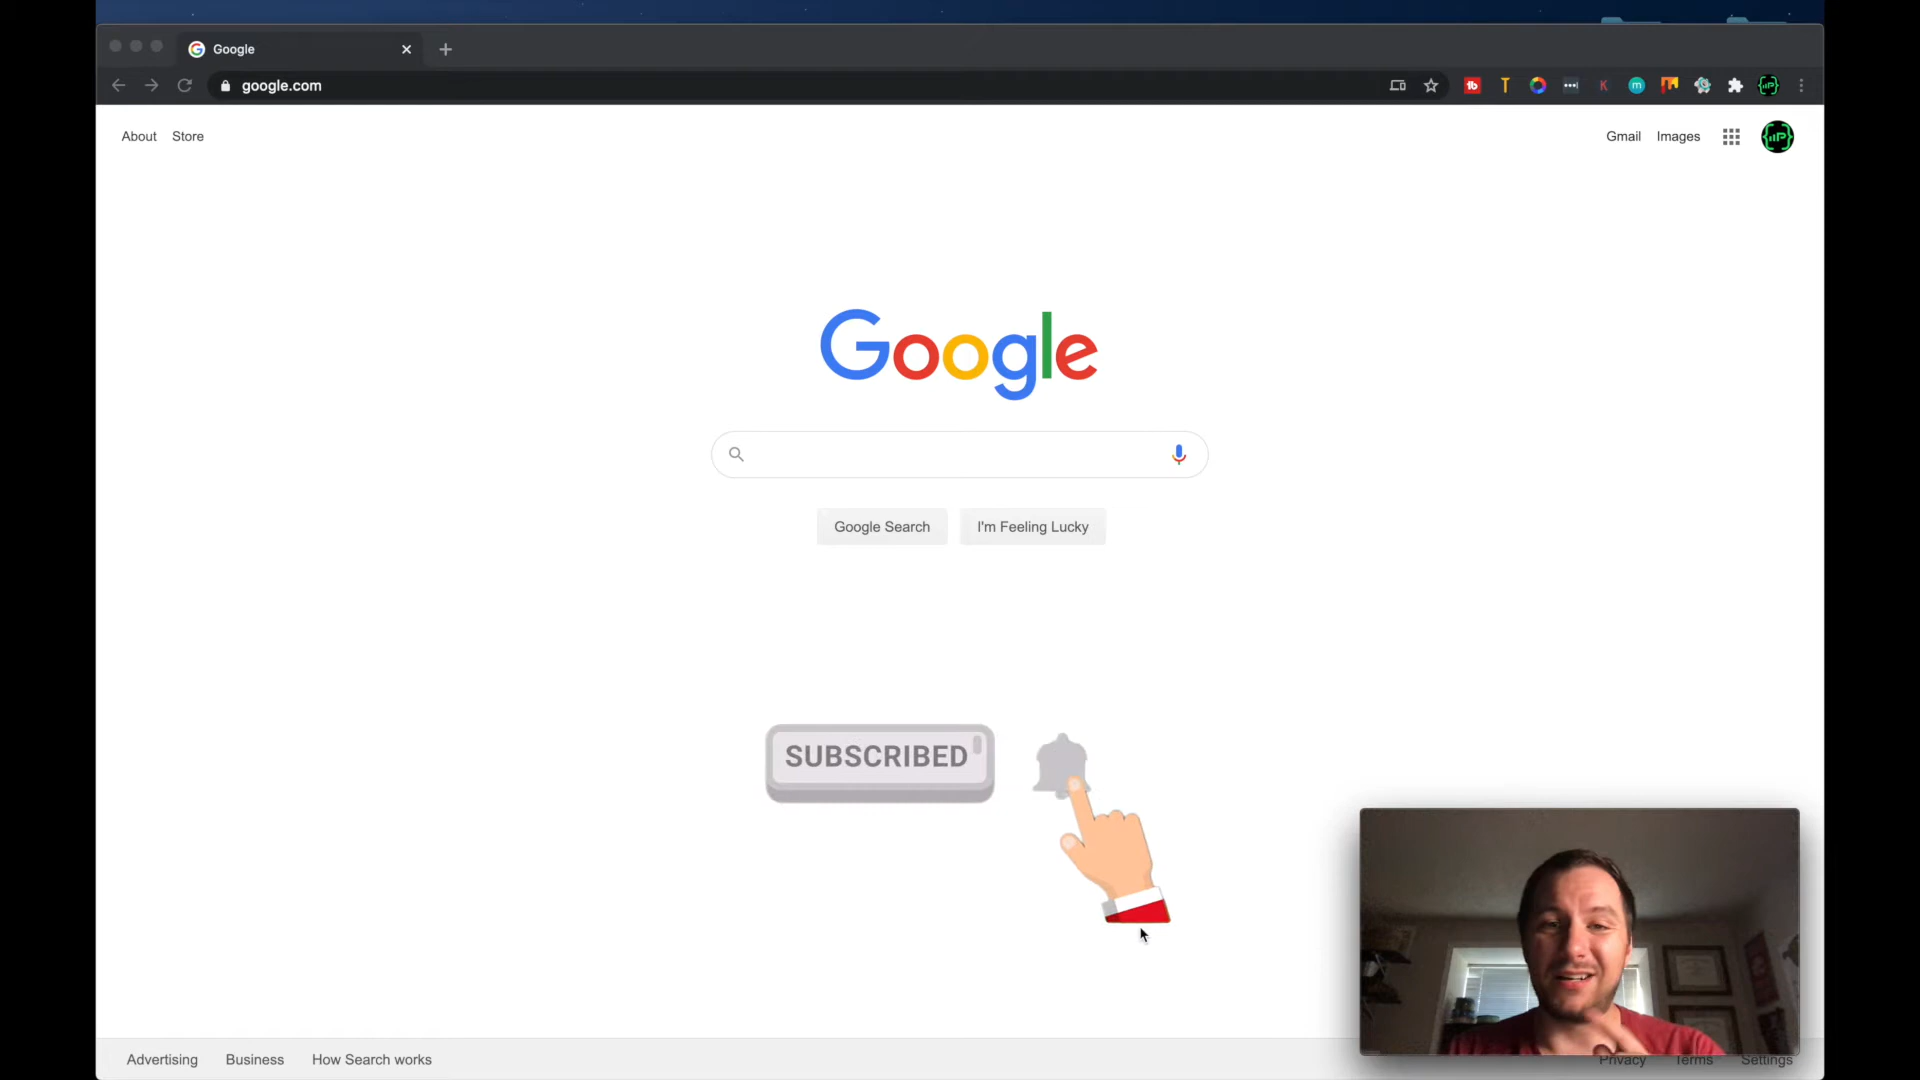 Google
google.com
About Store
Gmail Images
Google
Google Search I'm Feeling Lucky
SUBSCRIBED
Advertising Business How Search works
Privacy Terms Settings